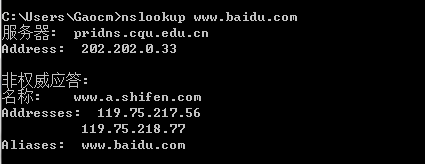 C:\Users\Gaocm>nslookup www.baidu.com
服务器:  pridns.cqu.edu.cn
Address:  202.202.0.33
非权威应答:
名称:    www.a.shifen.com
Addresses:  119.75.217.56
119.75.218.77
Aliases:  www.baidu.com